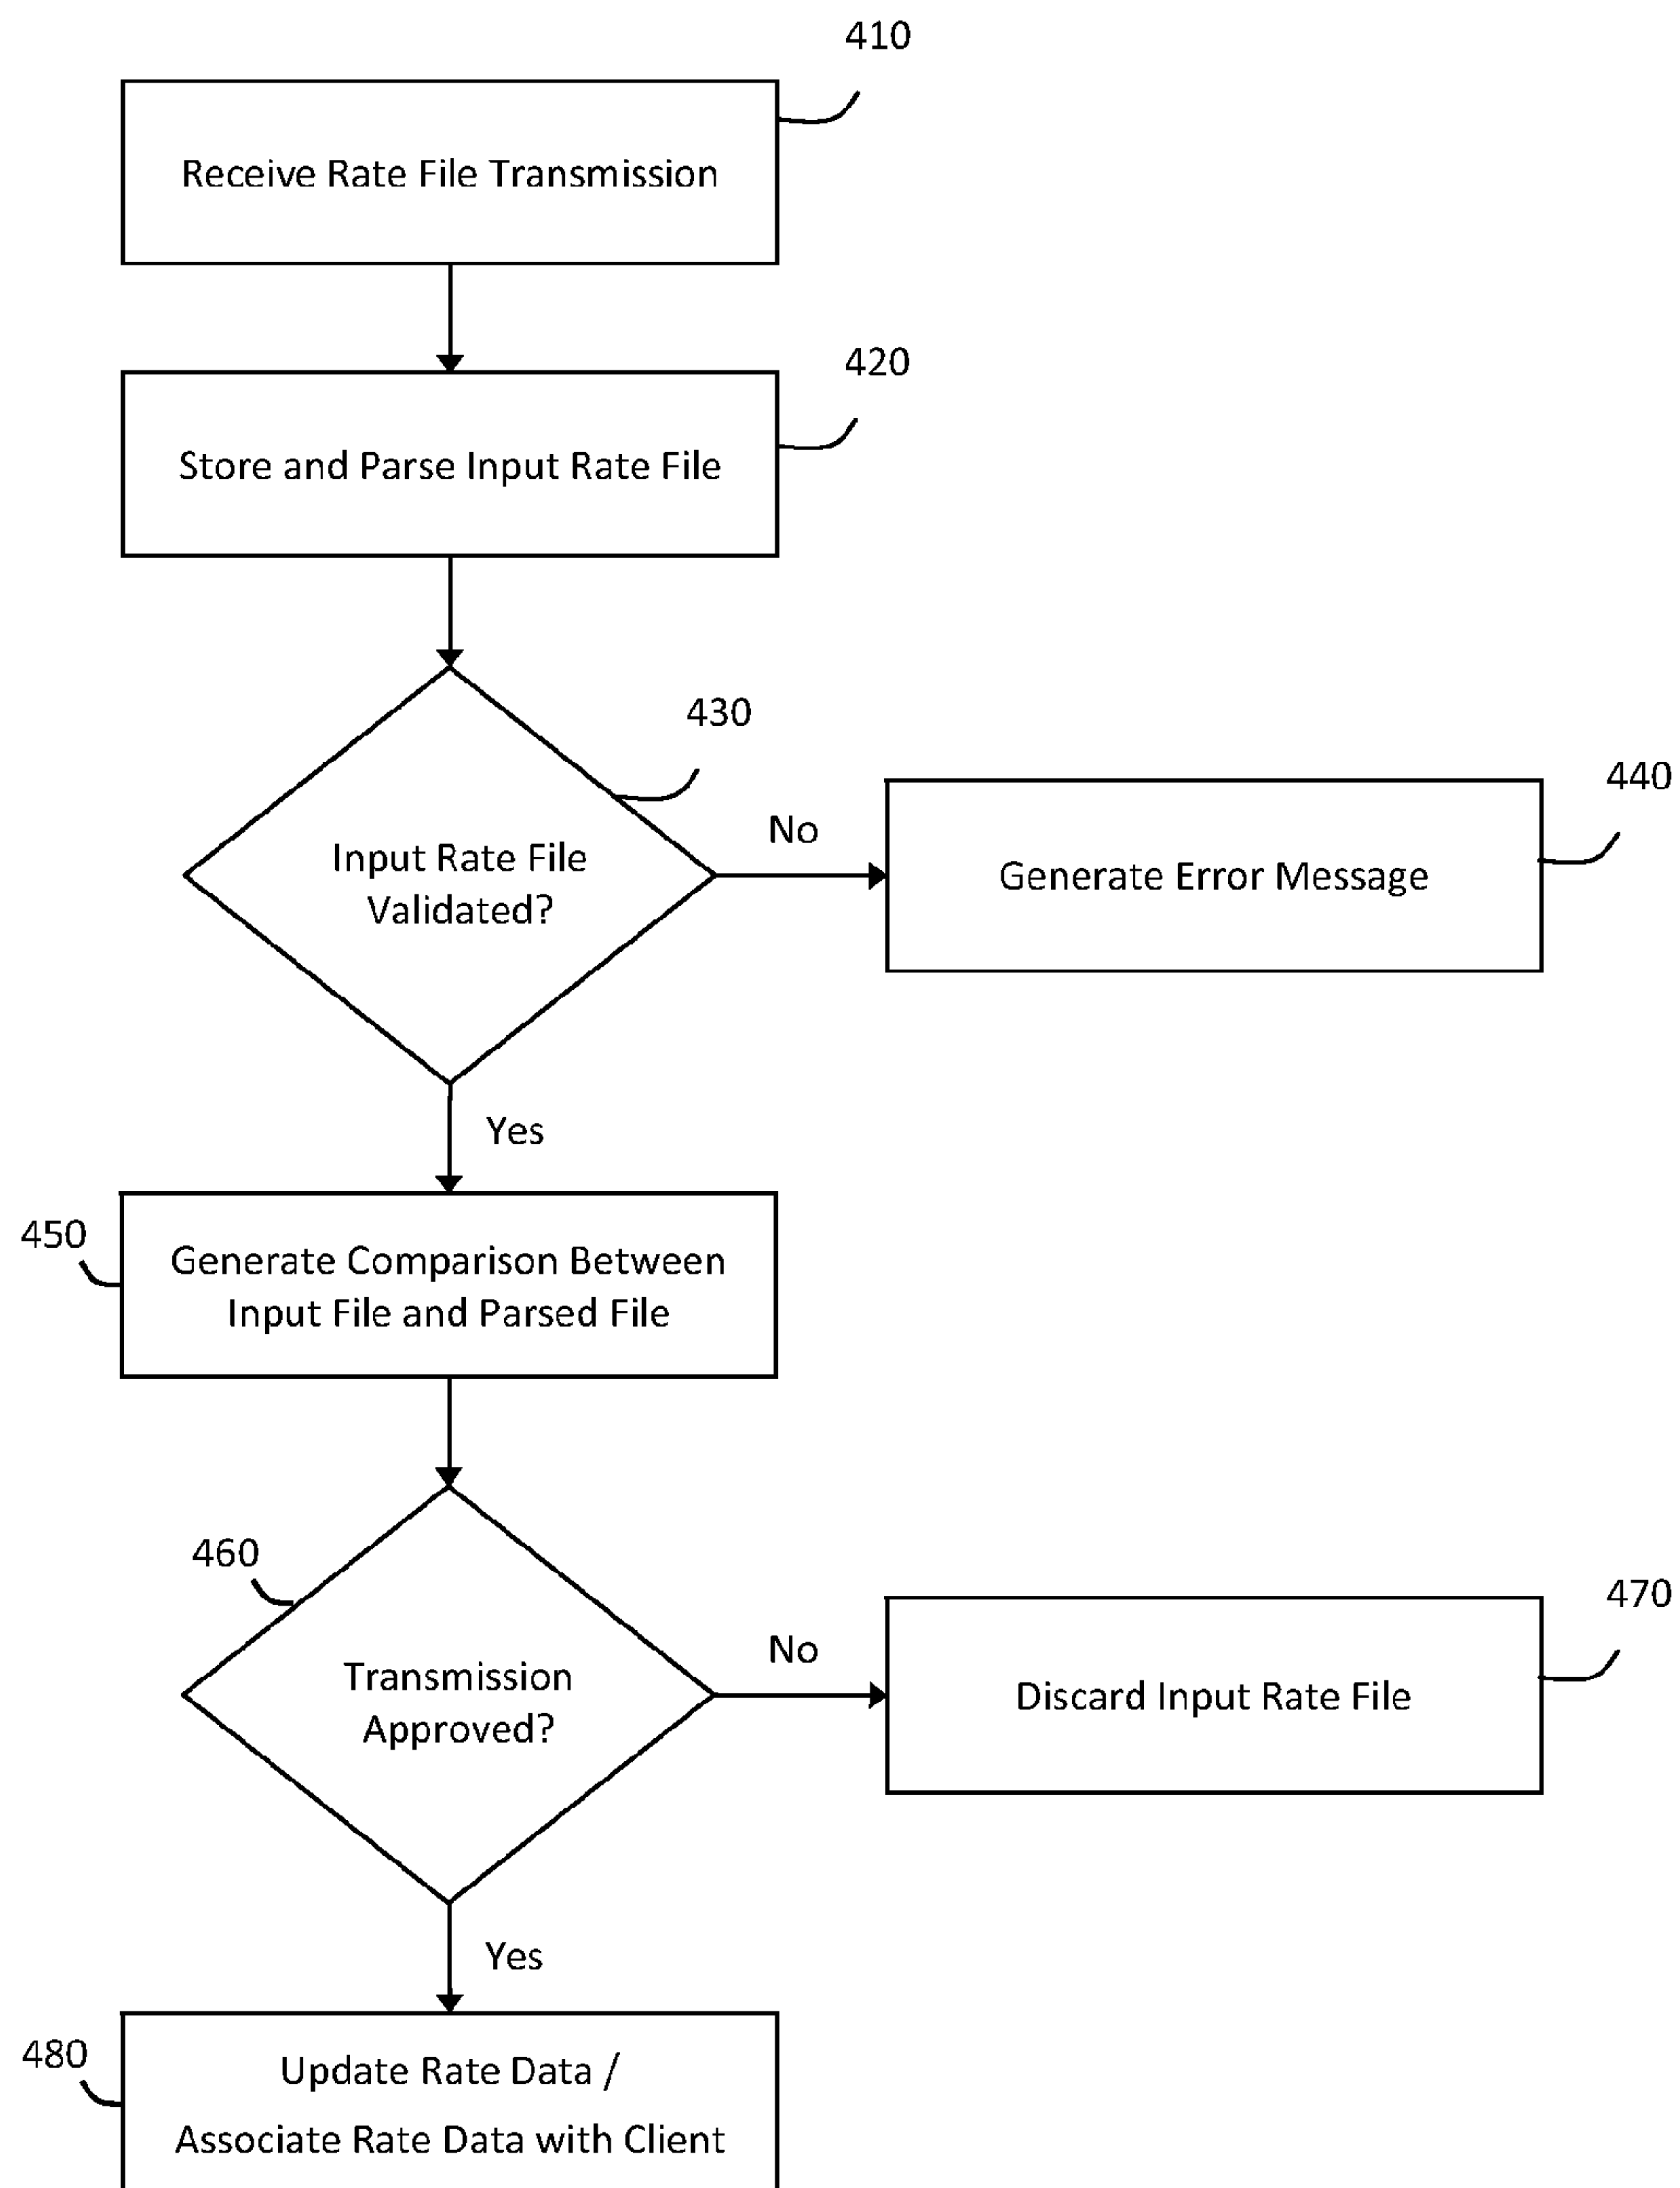 410
Receive Rate File Transmission
420
Store and Parse Input Rate File
430
Input Rate File
Validated?
No
440
Generate Error Message
Yes
450
Generate Comparison Between
Input File and Parsed File
460
Transmission
Approved?
No
470
Discard Input Rate File
Yes
480
Update Rate Data /
Associate Rate Data with Client